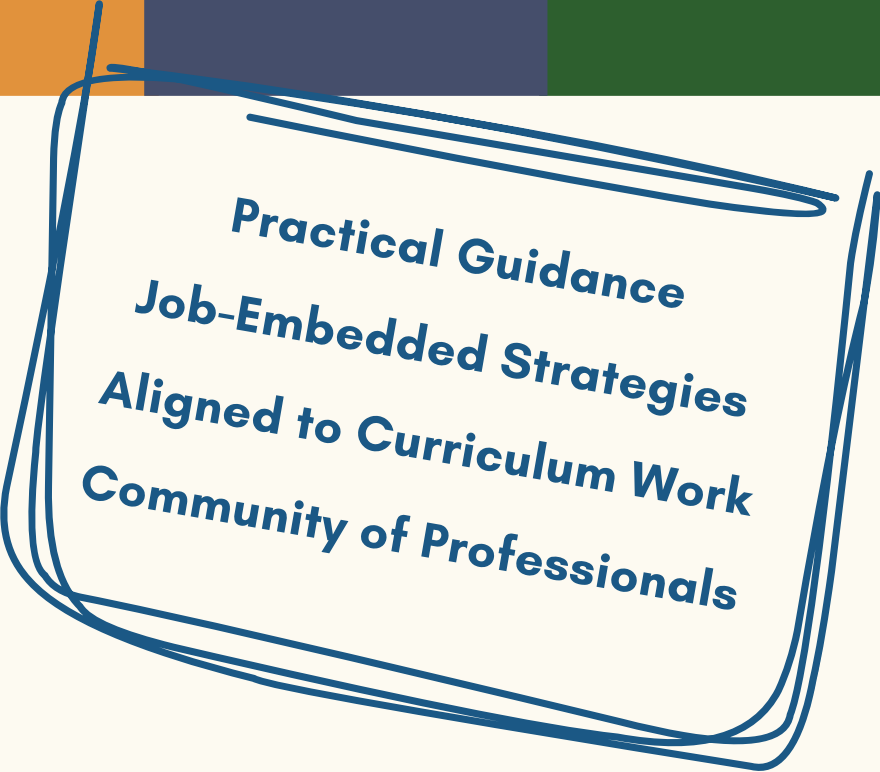 Practical Guidance
Job-Embedded Strategies
Aligned to Curriculum Work
Community of Professionals